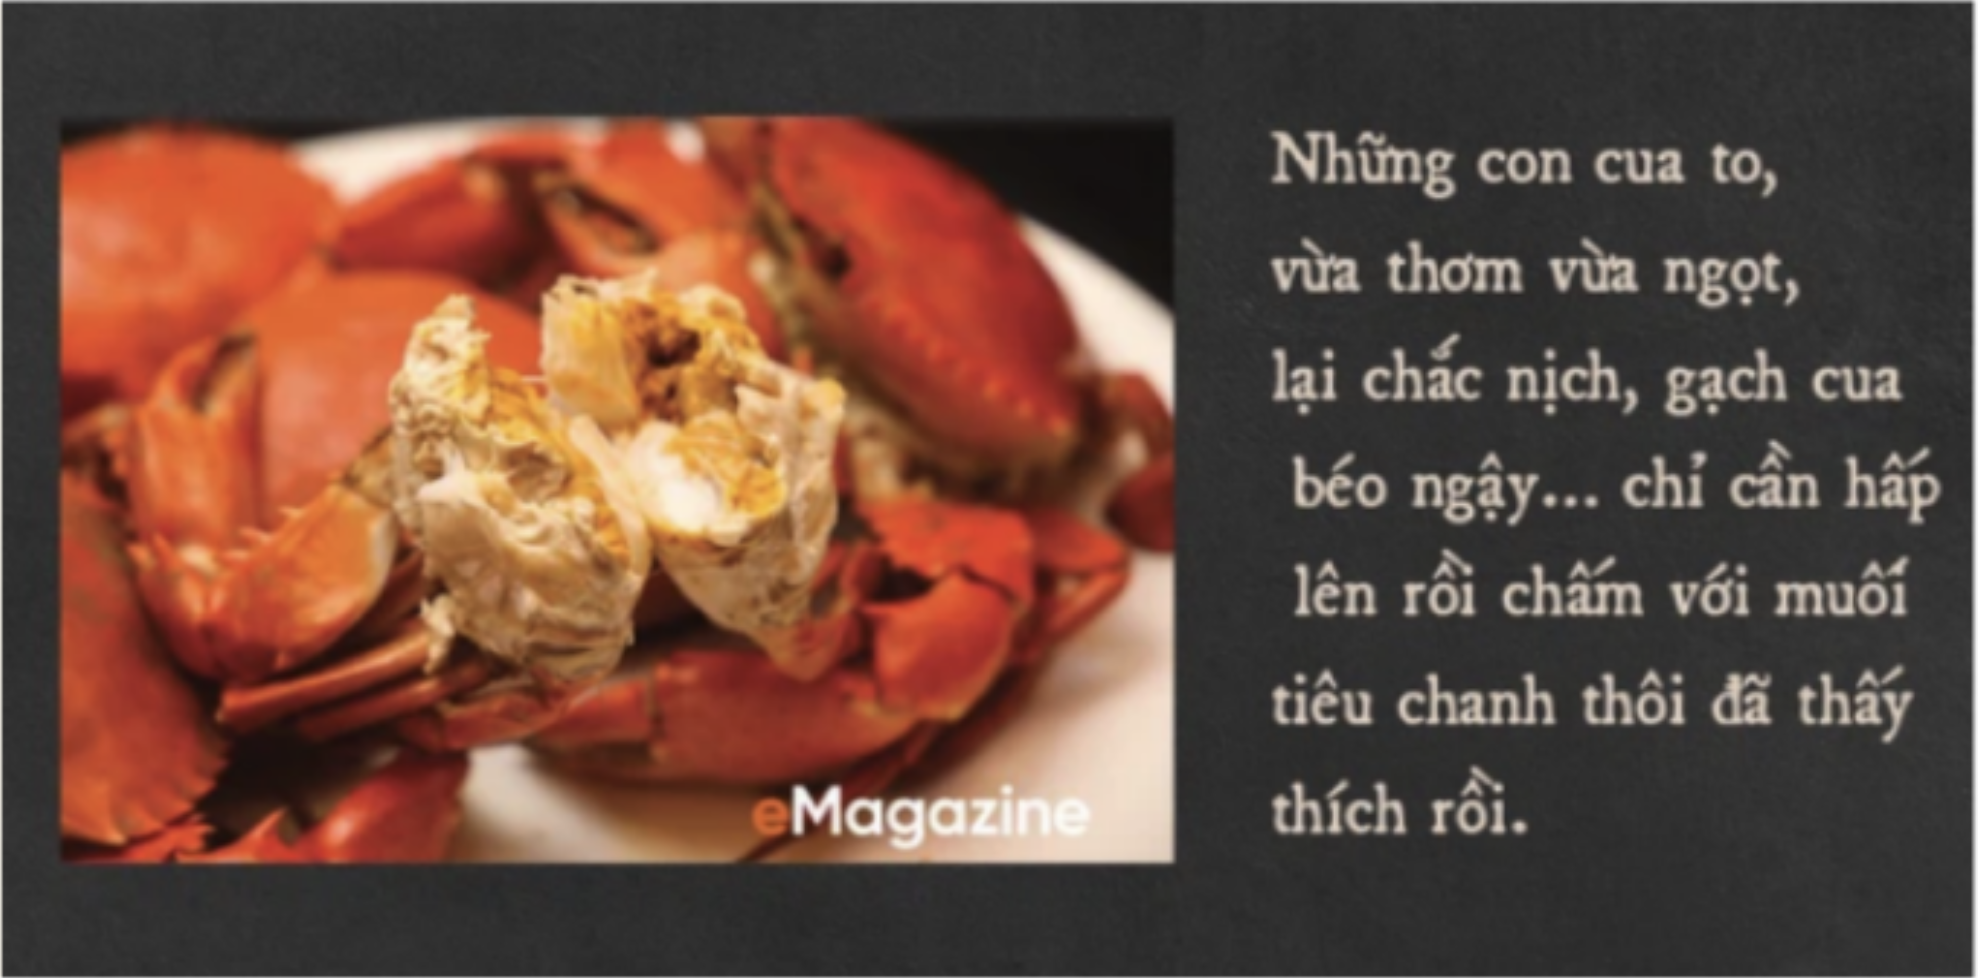 Những con cua to,
vừa thơm vừa ngọt,
lại chắc nịch, gạch cua
béo ngậy... chỉ cần hấp
lên rồi chấm với muối
tiêu chanh thôi đã thấy
thích rồi.
eMagazine